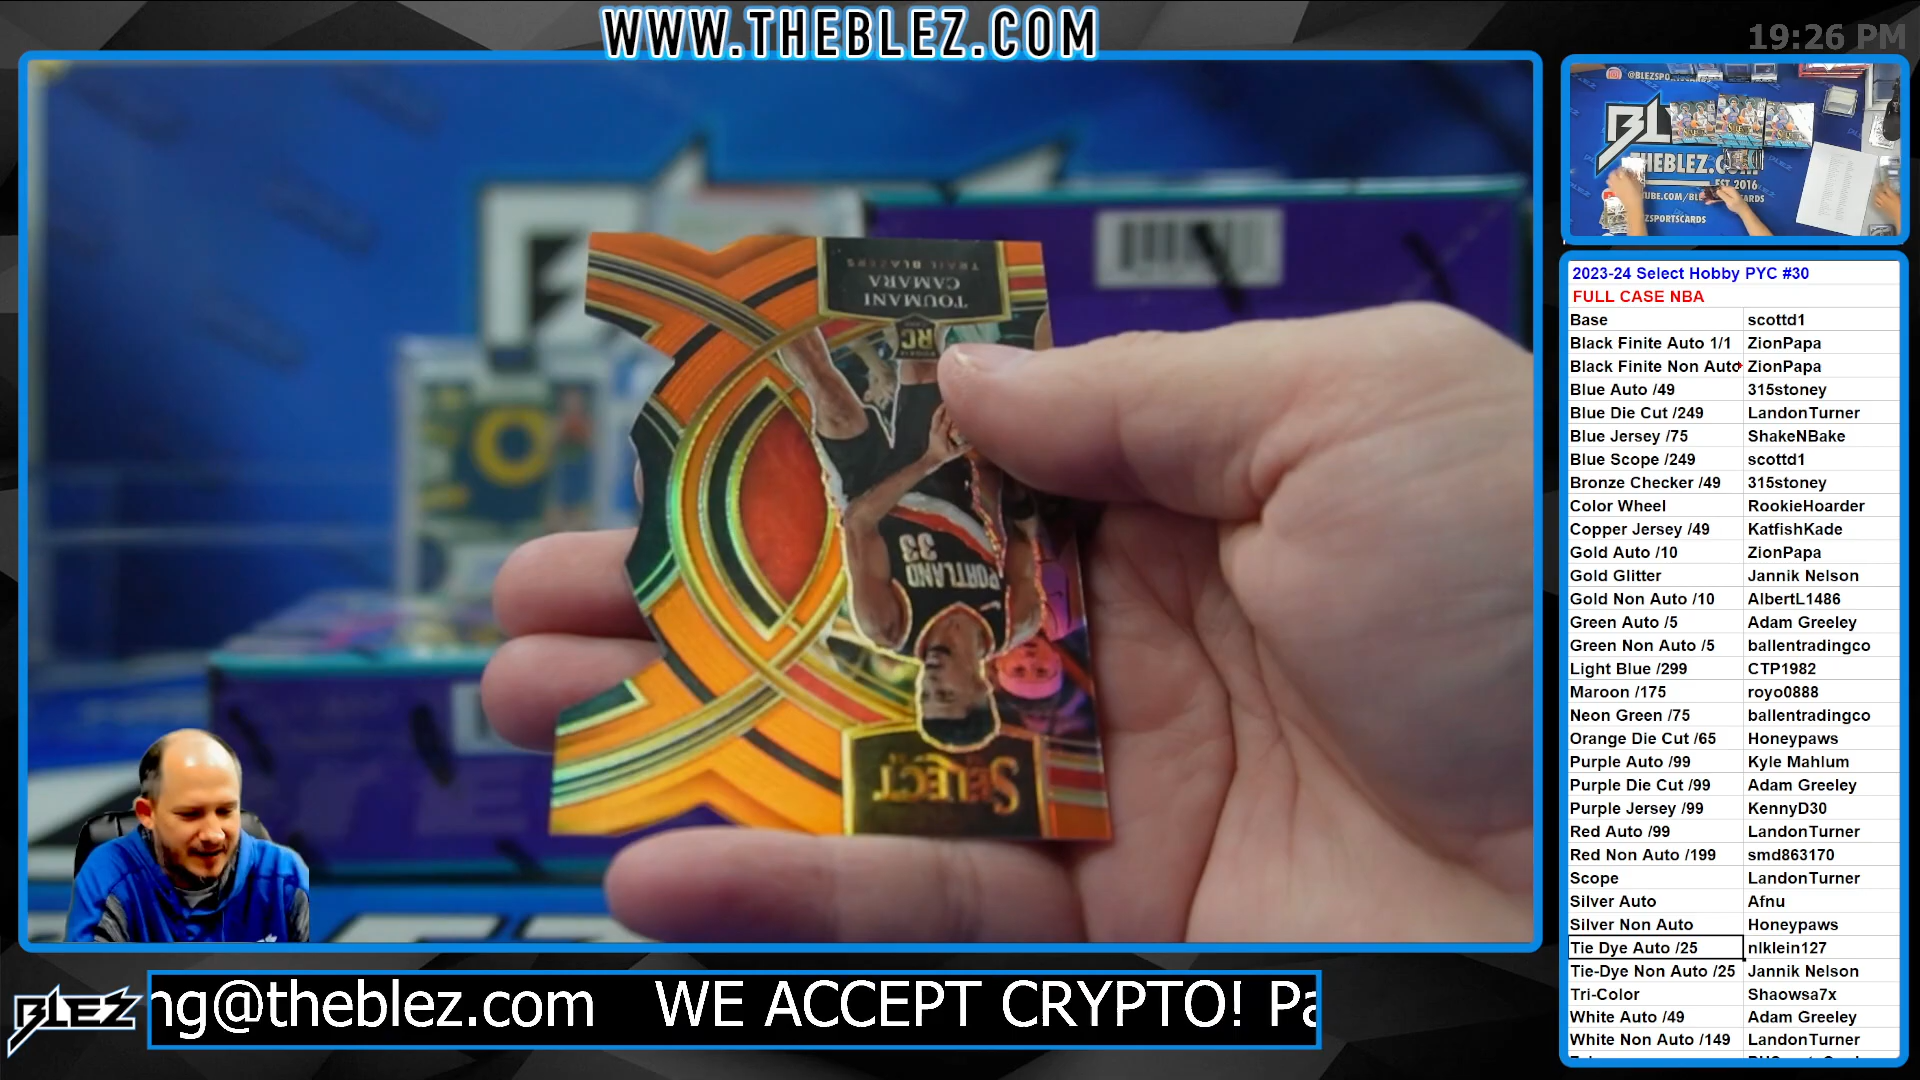 WWW.THEBLEZ.COM
19:26 PM
TOUMANI
CAMARA
TRAIL BLAZERS
RC
PORTLAND
33
SELECT
BL
THEBLEZ.C
EST 2016
2023-24 Select Hobby PYC #30
FULL CASE NBA
Base scottd1
Black Finite Auto 1/1 ZionPapa
Black Finite Non Auto ZionPapa
Blue Auto /49 315stoney
Blue Die Cut /249 LandonTurner
Blue Jersey /75 ShakeNBake
Blue Scope /249 scottd1
Bronze Checker /49 315stoney
Color Wheel RookieHoarder
Copper Jersey /49 KatfishKade
Gold Auto /10 ZionPapa
Gold Glitter Jannik Nelson
Gold Non Auto /10 AlbertL1486
Green Auto /5 Adam Greeley
Green Non Auto /5 ballentradingco
Light Blue /299 CTP1982
Maroon /175 royo0888
Neon Green /75 ballentradingco
Orange Die Cut /65 Honeypaws
Purple Auto /99 Kyle Mahlum
Purple Die Cut /99 Adam Greeley
Purple Jersey /99 KennyD30
Red Auto /99 LandonTurner
Red Non Auto /199 smd863170
Scope LandonTurner
Silver Auto Afnu
Silver Non Auto Honeypaws
Tie Dye Auto /25 nlklein127
Tie-Dye Non Auto /25 Jannik Nelson
Tri-Color Shaowsa7x
White Auto /49 Adam Greeley
White Non Auto /149 LandonTurner
BLEZ
ng@theblez.com WE ACCEPT CRYPTO! Pa